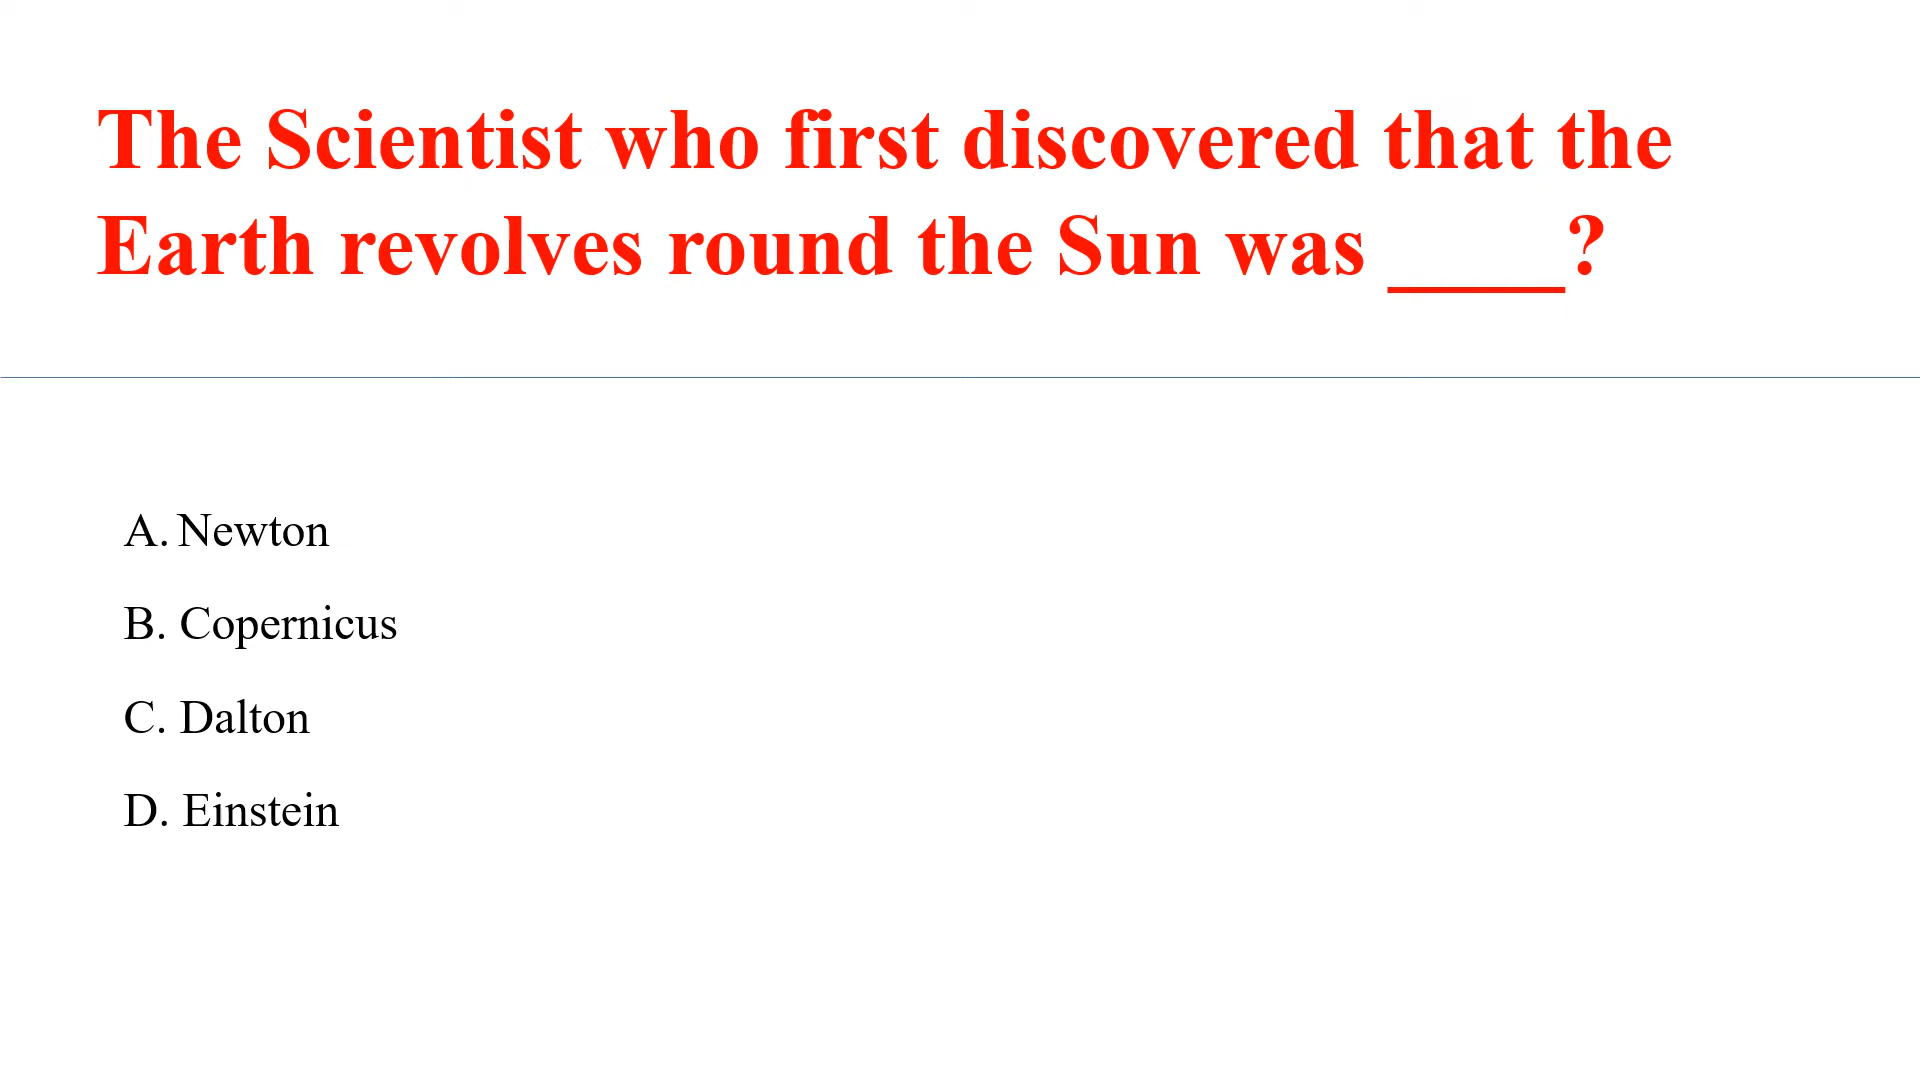 The Scientist who first discovered that the
Earth revolves round the Sun was ____?
A. Newton
B. Copernicus
C. Dalton
D. Einstein